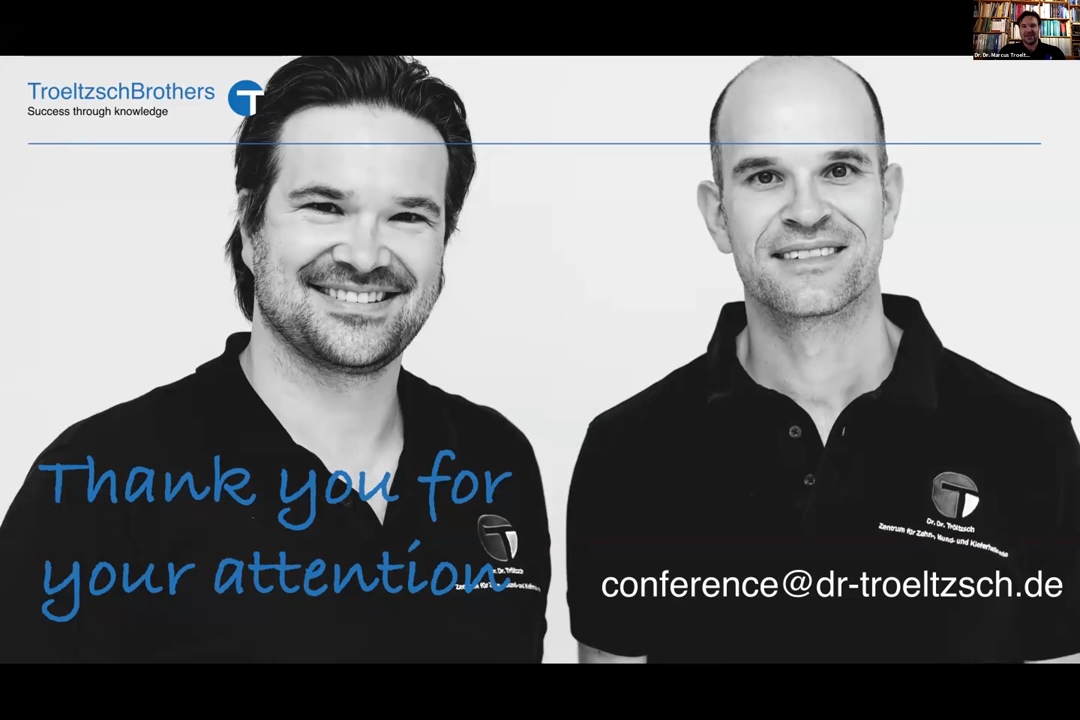 Dr. Dr. Marcus Troelt...
TroeltzschBrothers
Success through knowledge
T
Thank you for
your attention
Dr. Dr. Tröltzsch
Zentrum für Zahn-, Mund- und Kieferheilkunde
conference@dr-troeltzsch.de